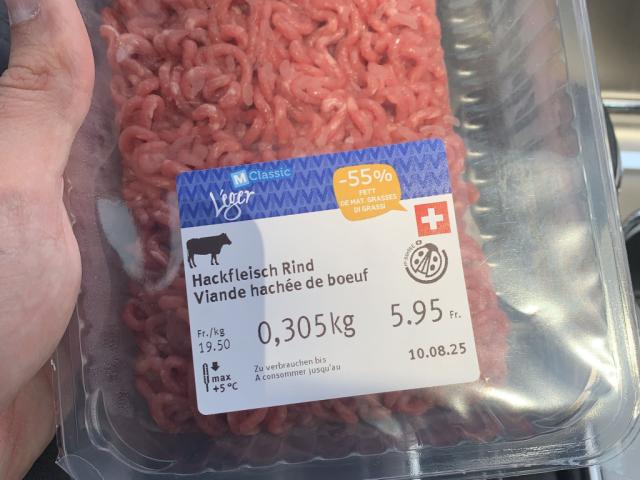 M Classic
Léger
-55%
FETT
DE MAT. GRASSES
DI GRASSI
Hackfleisch Rind
Viande hachée de boeuf
Fr./kg
19.50
0,305kg
5.95 Fr.
max
+5°C
Zu verbrauchen bis
A consommer jusqu'au
10.08.25